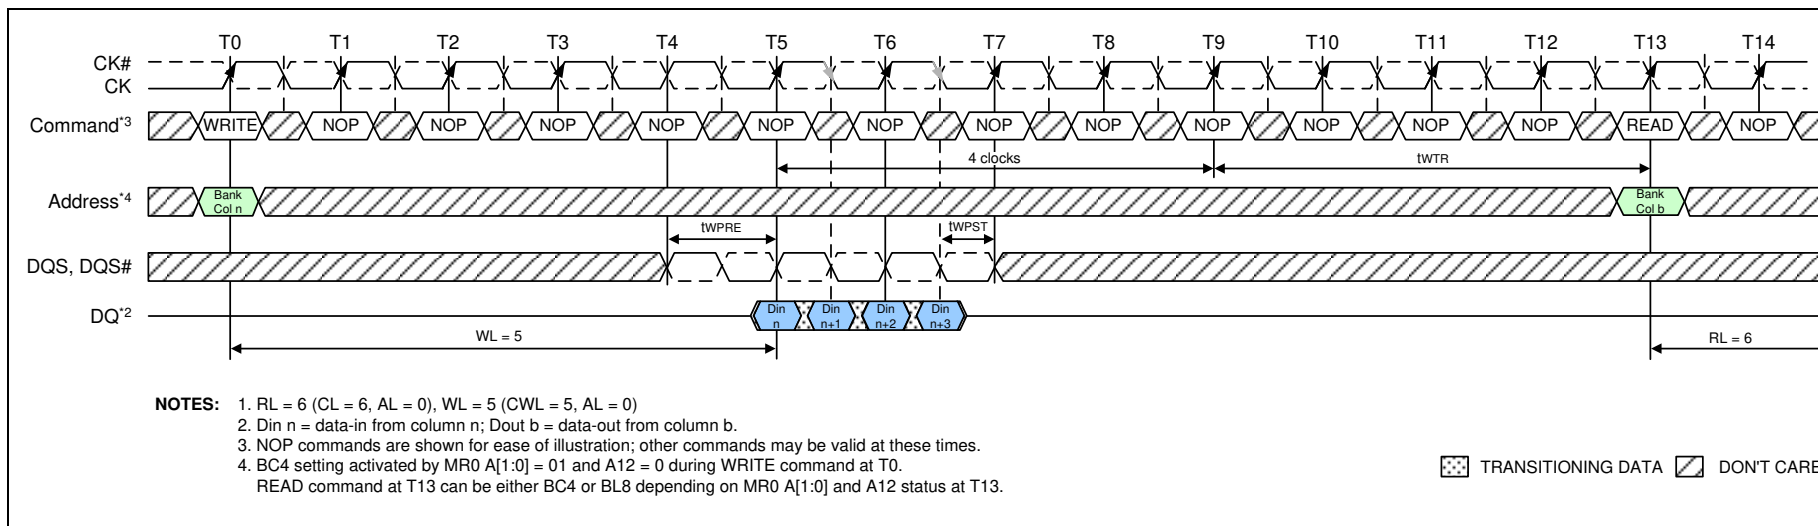 T0 T1 T2 T3 T4 T5 T6 T7 T8 T9 T10 T11 T12 T13 T14
CK#
CK
Command*3 WRITE NOP NOP NOP NOP NOP NOP NOP NOP NOP NOP NOP NOP READ NOP
4 clocks tWTR
Address*4 Bank Col n Bank Col b
tWPRE tWPST
DQS, DQS#
DQ*2 Din n Din n+1 Din n+2 Din n+3
WL = 5 RL = 6
NOTES: 1. RL = 6 (CL = 6, AL = 0), WL = 5 (CWL = 5, AL = 0)
2. Din n = data-in from column n; Dout b = data-out from column b.
3. NOP commands are shown for ease of illustration; other commands may be valid at these times.
4. BC4 setting activated by MR0 A[1:0] = 01 and A12 = 0 during WRITE command at T0.
READ command at T13 can be either BC4 or BL8 depending on MR0 A[1:0] and A12 status at T13.
TRANSITIONING DATA DON'T CARE